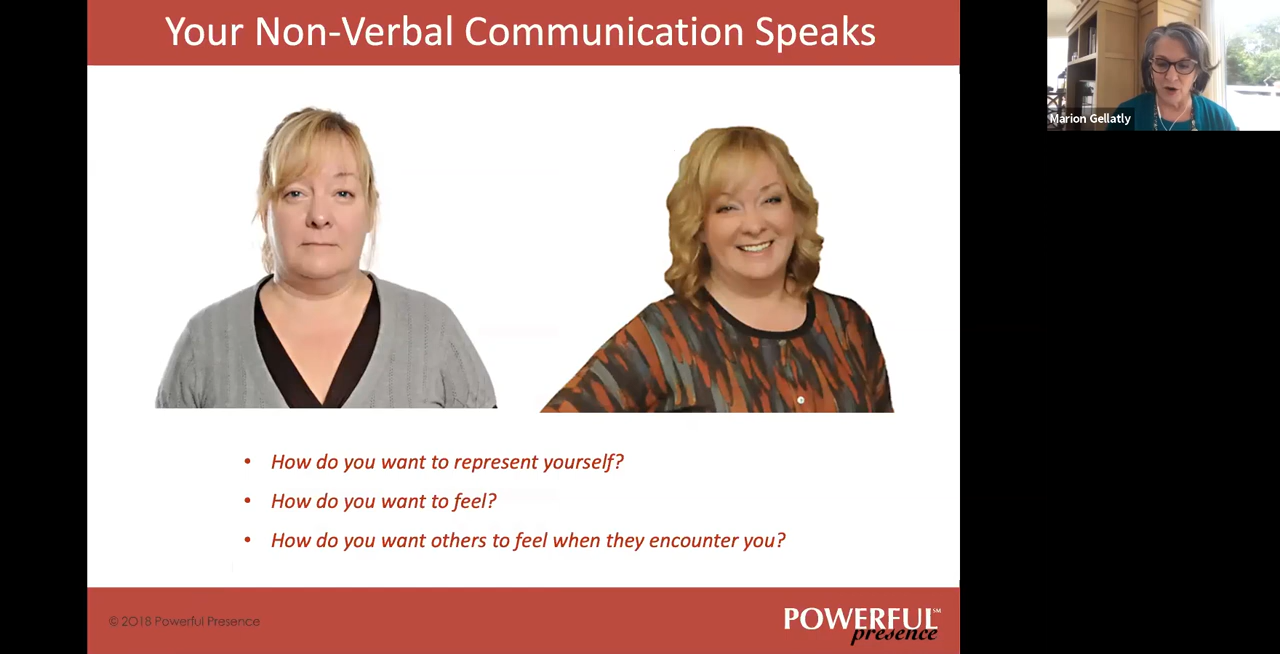 Your Non-Verbal Communication Speaks
Marion Gellatly
• How do you want to represent yourself?
• How do you want to feel?
• How do you want others to feel when they encounter you?
© 2018 Powerful Presence
POWERFUL℠
presence